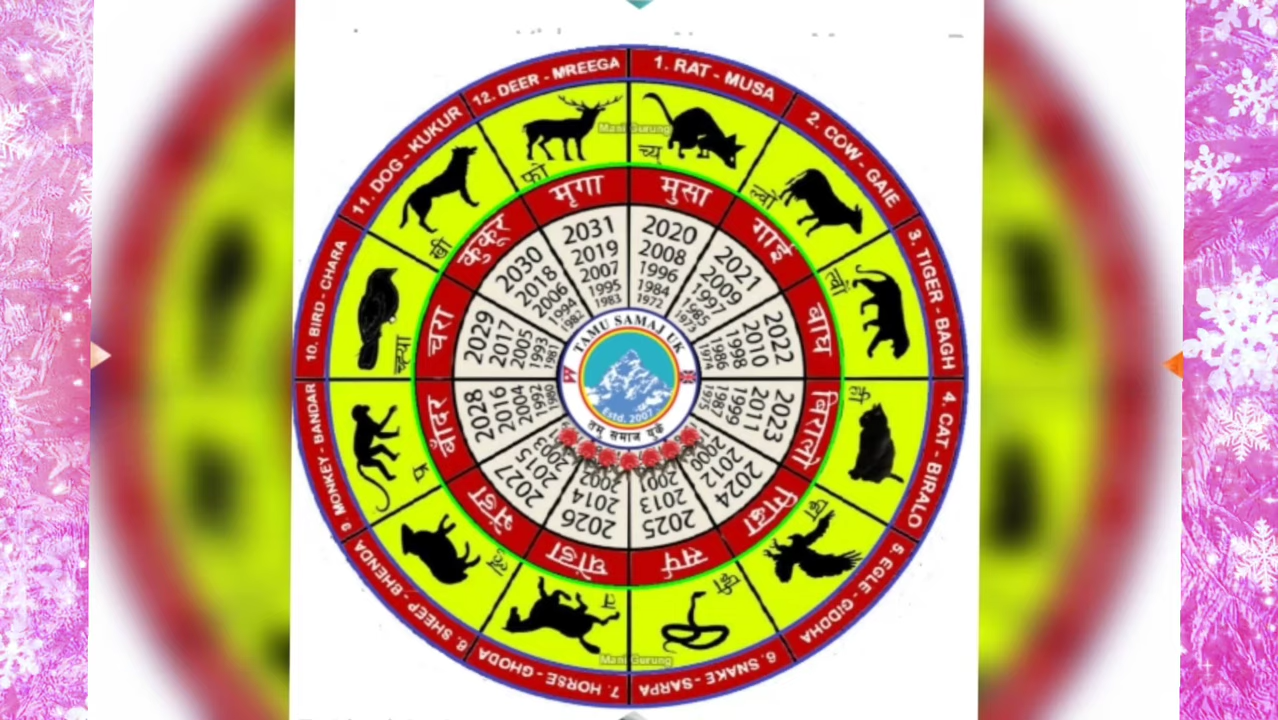 1. RAT - MUSA
2. COW - GAIE
3. TIGER - BAGH
4. CAT - BIRALO
5. EGLE - GIDDHA
6. SNAKE - SARPA
7. HORSE - GHODA
8. SHEEP - BHENDA
9 MONKEY - BANDAR
10. BIRD - CHARA
11. DOG - KUKUR
12. DEER - MREEGA
Mani Gurung
च्यु
ल्वो
फो
खी
मुसा
गाई
बाघ
बिरालो
सर्प
घोडा
बाँदर
चरा
कुकुर
मृगा
2020
2008
1996
1984
1972
2021
2009
1997
1985
1973
2022
2010
1998
1986
1974
2023
2011
1999
1987
1975
2024
2012
2000
2025
2013
2001
2026
2014
2002
2027
2015
2003
2028
2016
2004
1992
1980
2029
2017
2005
1993
1981
2030
2018
2006
1994
1982
2031
2019
2007
1995
1983
TAMU SAMAJ UK
Estd. 2007
तमु समाज यूके
Mani Gurung